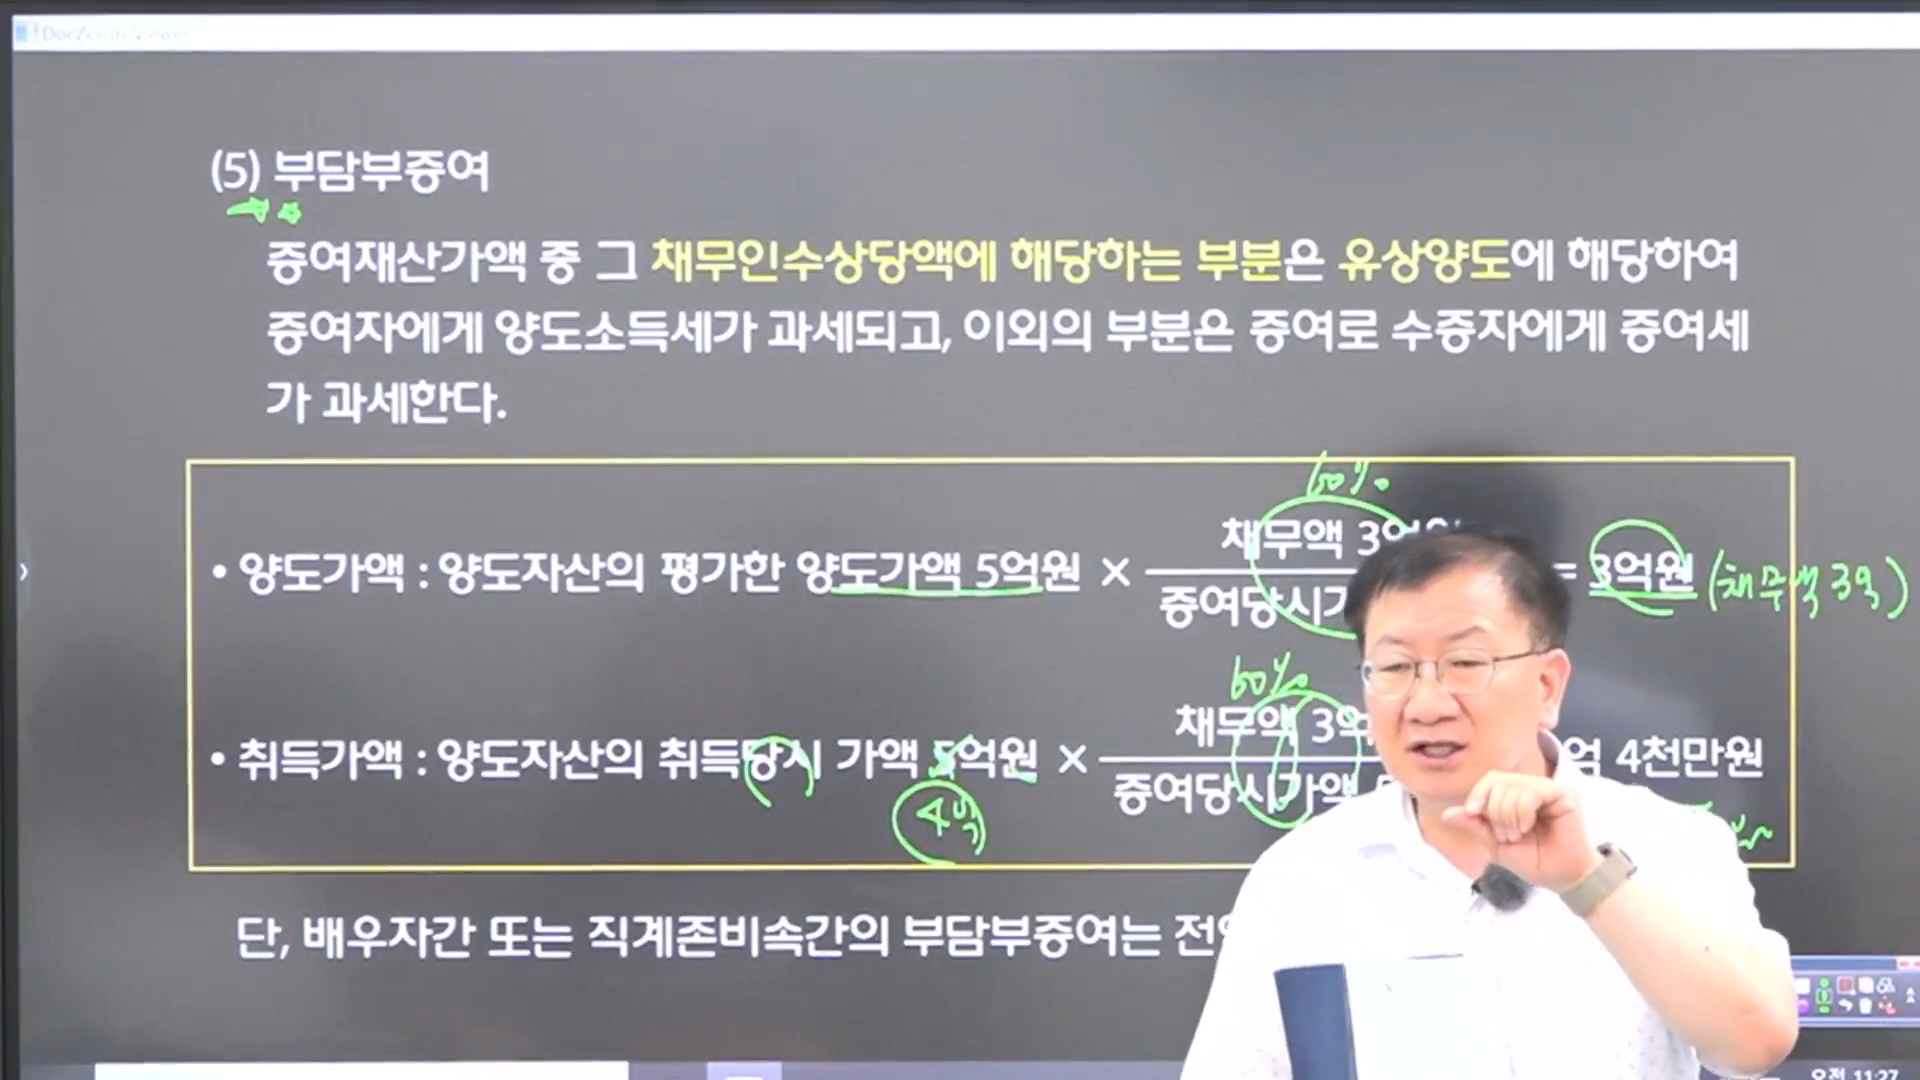 DocZoom Viewer
(5) 부담부증여
증여재산가액 중 그 채무인수상당액에 해당하는 부분은 유상양도에 해당하여
증여자에게 양도소득세가 과세되고, 이외의 부분은 증여로 수증자에게 증여세
가 과세한다.
60%
채무액 3억원
• 양도가액 : 양도자산의 평가한 양도가액 5억원 × = 3억원 (채무액 3억)
증여당시가
60%
채무액 3억
• 취득가액 : 양도자산의 취득당시 가액 억원 × 억 4천만원
증여당시가액
4억
단, 배우자간 또는 직계존비속간의 부담부증여는
오전 11:27